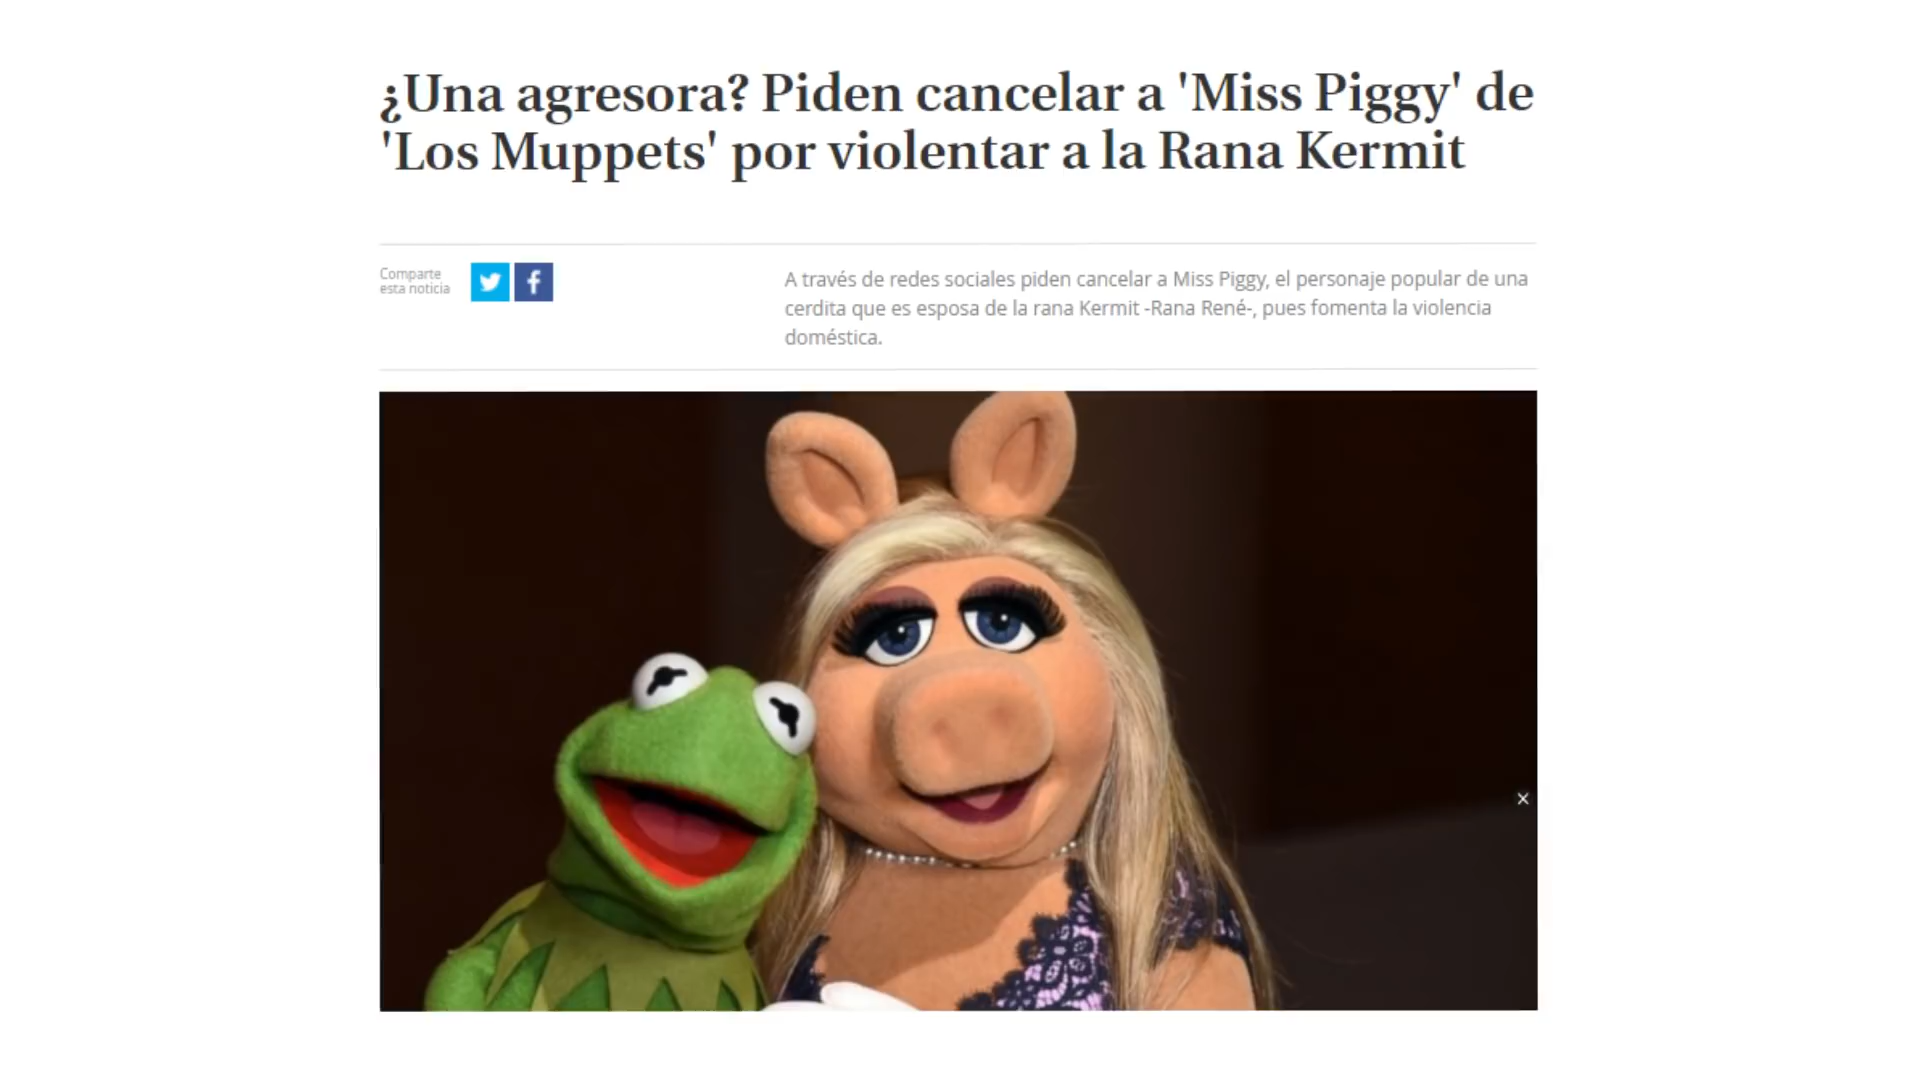 ¿Una agresora? Piden cancelar a 'Miss Piggy' de
'Los Muppets' por violentar a la Rana Kermit
Comparte
esta noticia
A través de redes sociales piden cancelar a Miss Piggy, el personaje popular de una
cerdita que es esposa de la rana Kermit -Rana René-, pues fomenta la violencia
doméstica.